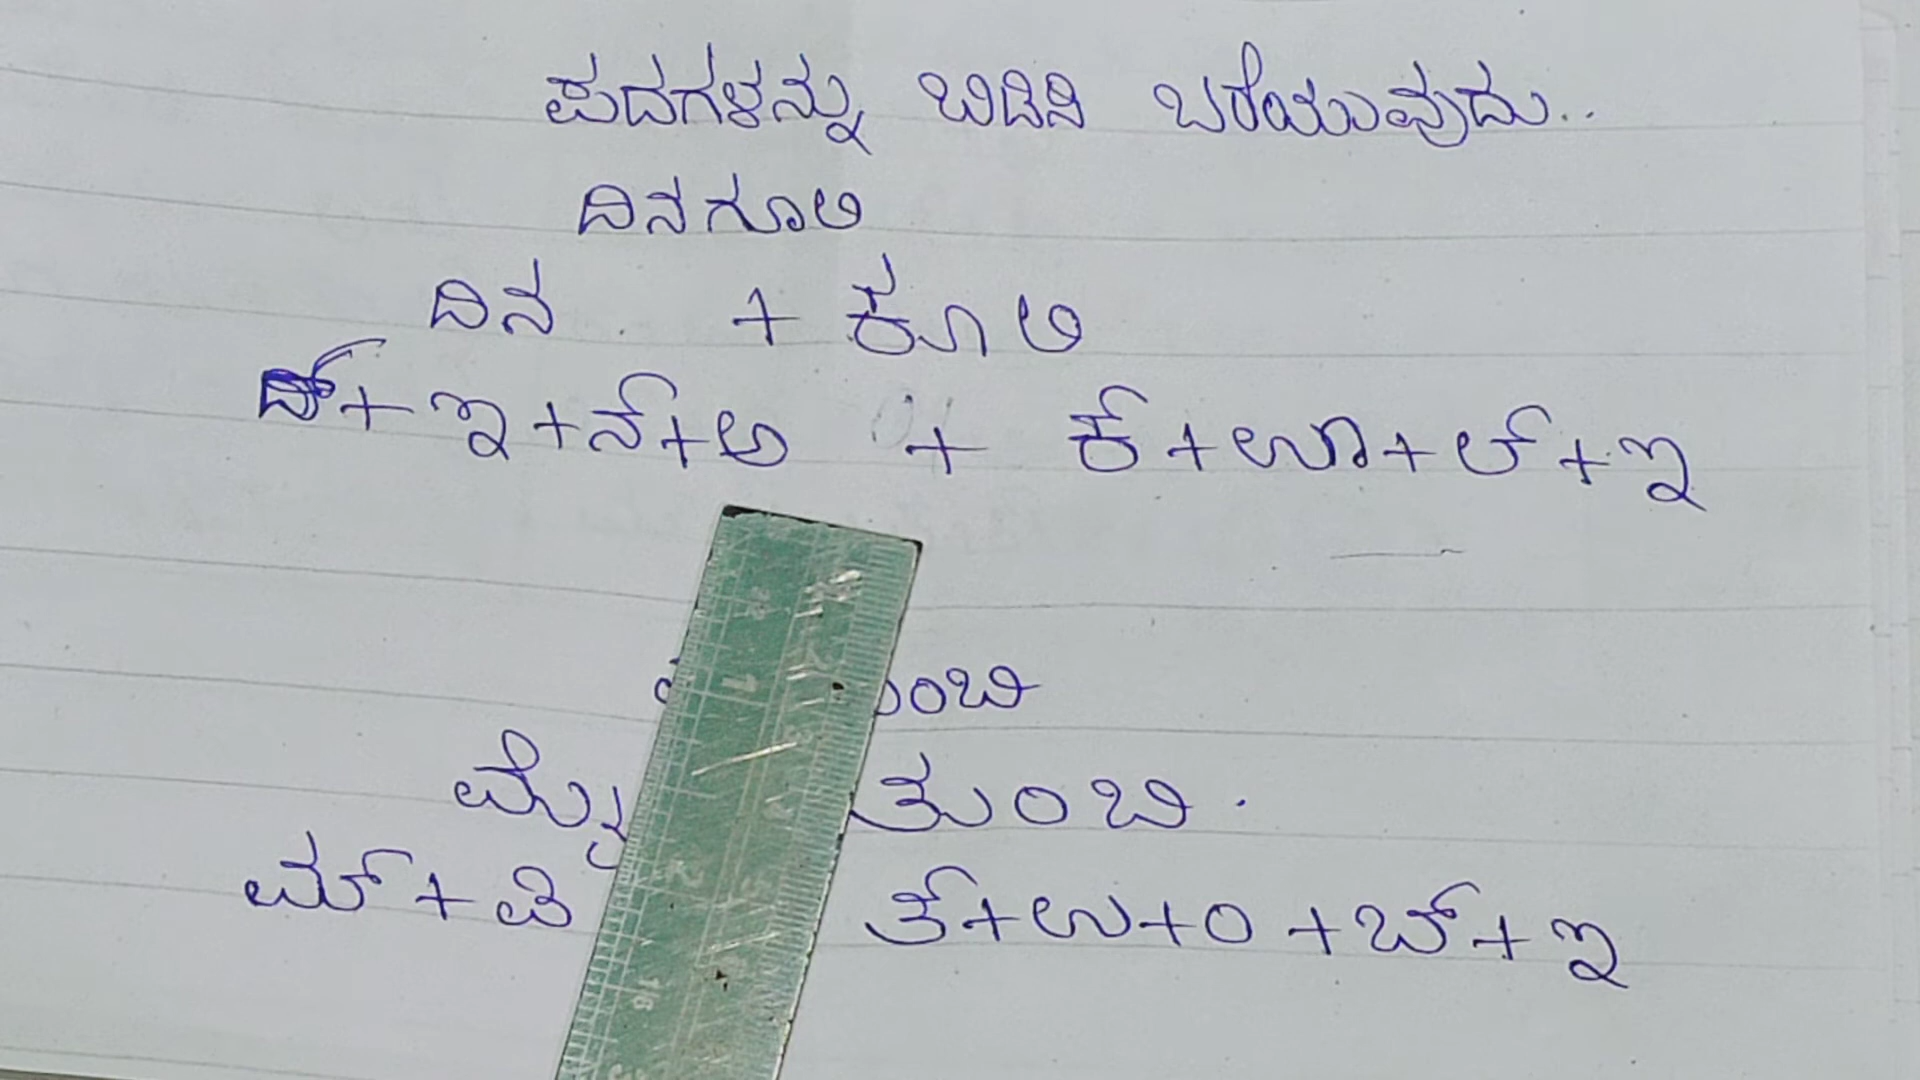 ಪದಗಳನ್ನು ಬಿಡಿಸಿ ಬರೆಯುವುದು..
ದಿನಗೂಲಿ
ದಿನ + ಕೂಲಿ
ದ್+ಇ+ನ್+ಅ + ಕ್+ಊ+ಲ್+ಇ
ತುಂಬಿ
ಮ್+ ತ್+ಉ+ಂ+ಬ್+ಇ